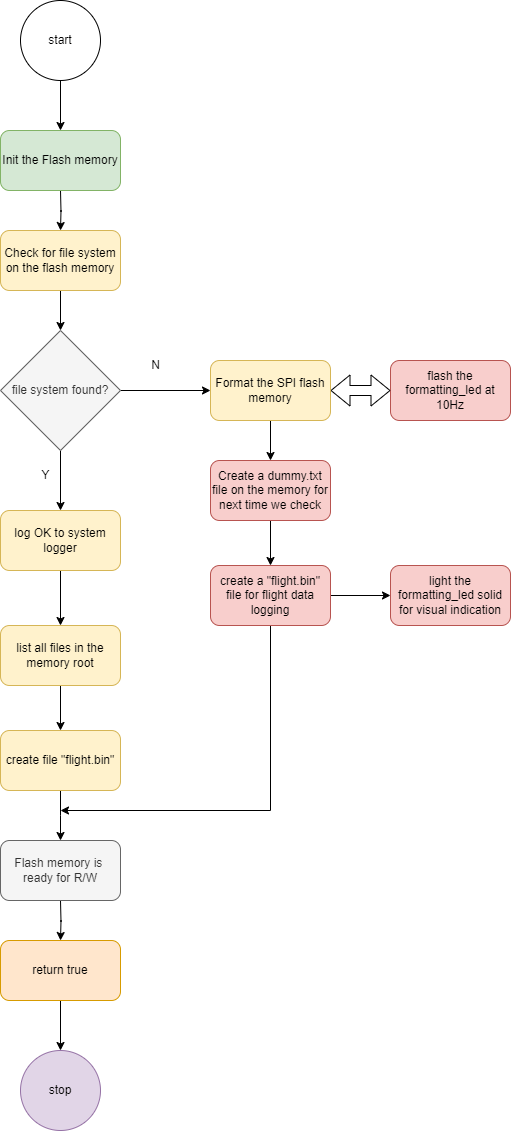 start
Init the Flash memory
Check for file system
on the flash memory
file system found?
N
Format the SPI flash
memory
flash the
formatting_led at
10Hz
Y
Create a dummy.txt
file on the memory for
next time we check
log OK to system
logger
create a "flight.bin"
file for flight data
logging
light the
formatting_led solid
for visual indication
list all files in the
memory root
create file "flight.bin"
Flash memory is
ready for R/W
return true
stop